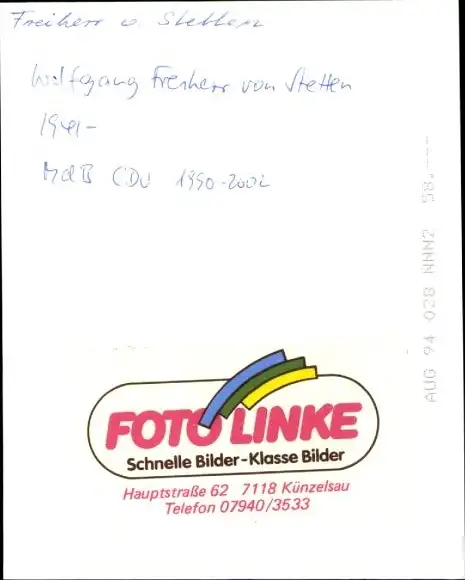 Freiherr v. Stetten
Wolfgang Freiherr von Stetten
1941-
MdB CDU 1990-2002
AUG 94 028 NNN2 58.---
FOTO LINKE
Schnelle Bilder-Klasse Bilder
Hauptstraße 62 7118 Künzelsau
Telefon 07940/3533